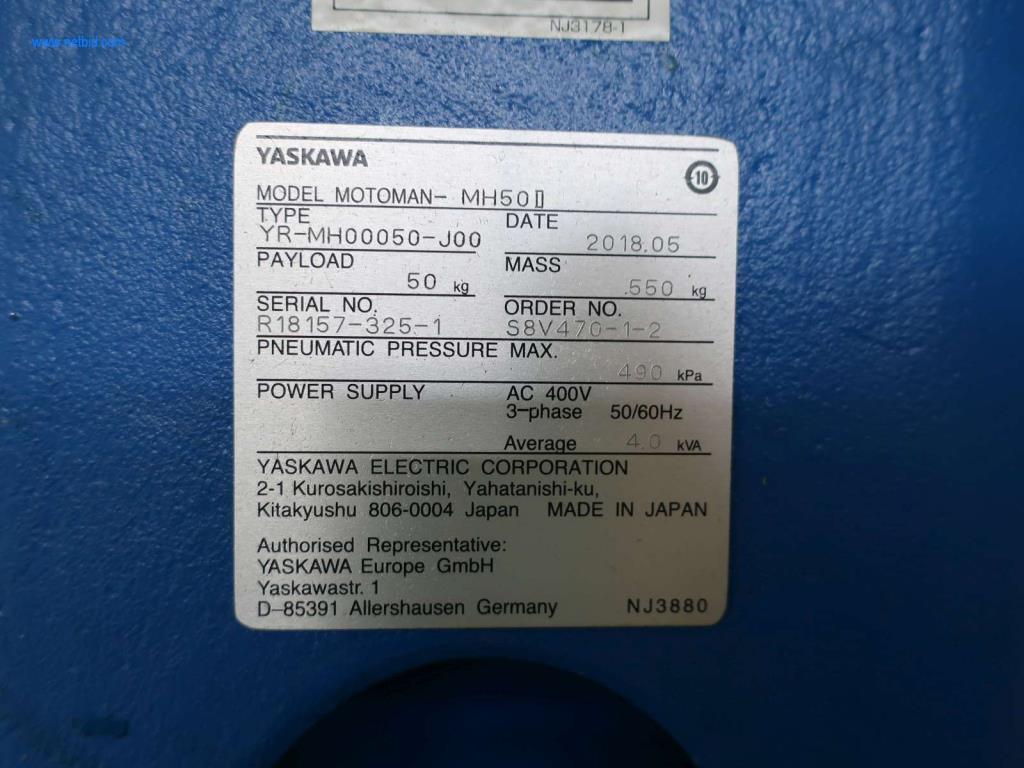 www.netbid.com
NJ3178-1
YASKAWA
10
MODEL MOTOMAN- MH50Ⅱ
TYPE
YR-MH00050-J00
DATE
2018.05
PAYLOAD
50 kg
MASS
550 kg
SERIAL NO.
R18157-325-1
ORDER NO.
S8V470-1-2
PNEUMATIC PRESSURE MAX.
490 kPa
POWER SUPPLY AC 400V
3-phase 50/60Hz
Average 4.0 kVA
YASKAWA ELECTRIC CORPORATION
2-1 Kurosakishiroishi, Yahatanishi-ku,
Kitakyushu 806-0004 Japan MADE IN JAPAN
Authorised Representative:
YASKAWA Europe GmbH
Yaskawastr. 1
D-85391 Allershausen Germany NJ3880